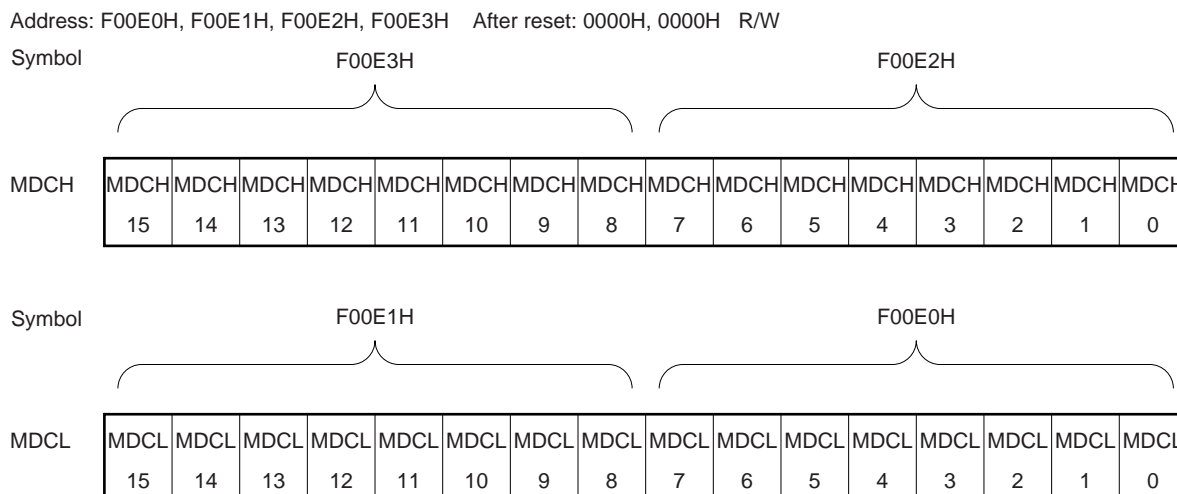 Address: F00E0H, F00E1H, F00E2H, F00E3H After reset: 0000H, 0000H R/W
Symbol F00E3H F00E2H
MDCH MDCH MDCH MDCH MDCH MDCH MDCH MDCH MDCH MDCH MDCH MDCH MDCH MDCH MDCH MDCH MDCH
15 14 13 12 11 10 9 8 7 6 5 4 3 2 1 0
Symbol F00E1H F00E0H
MDCL MDCL MDCL MDCL MDCL MDCL MDCL MDCL MDCL MDCL MDCL MDCL MDCL MDCL MDCL MDCL MDCL
15 14 13 12 11 10 9 8 7 6 5 4 3 2 1 0